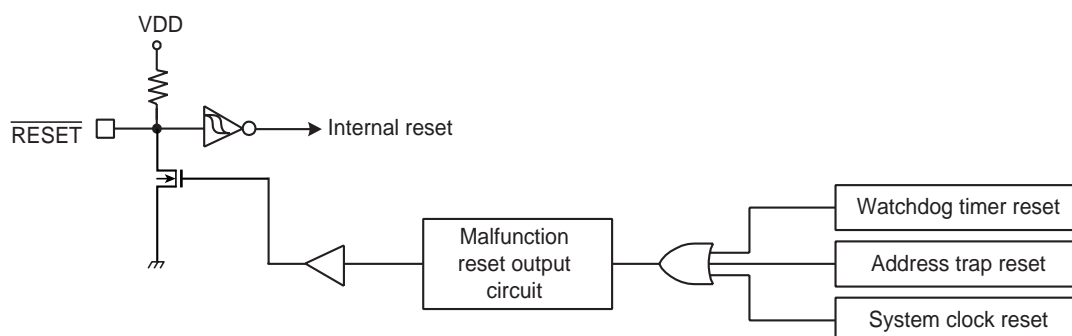 VDD
RESET
Internal reset
Malfunction
reset output
circuit
Watchdog timer reset
Address trap reset
System clock reset